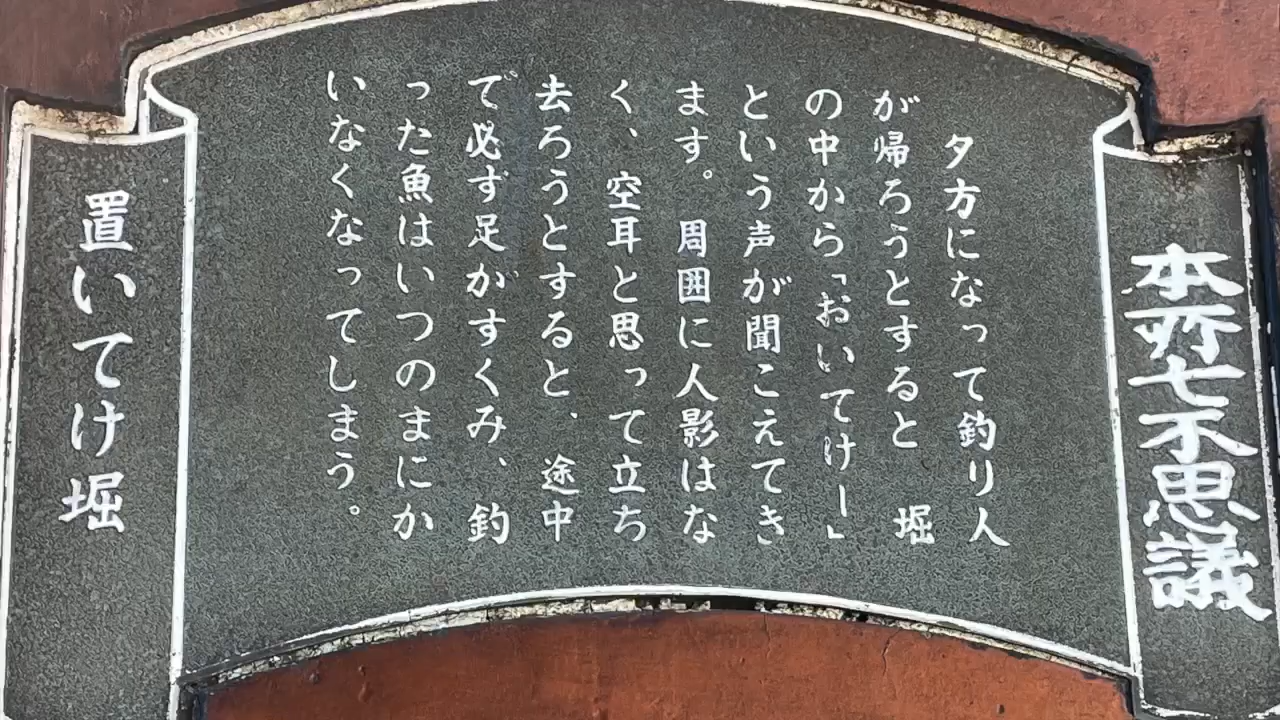 本所七不思議
夕方になって釣り人
が帰ろうとすると 堀
の中から「おいてけー」
という声が聞こえてき
ます。周囲に人影はな
く、空耳と思って立ち
去ろうとすると、途中
で必ず足がすくみ、釣
った魚はいつのまにか
いなくなってしまう。
置いてけ堀